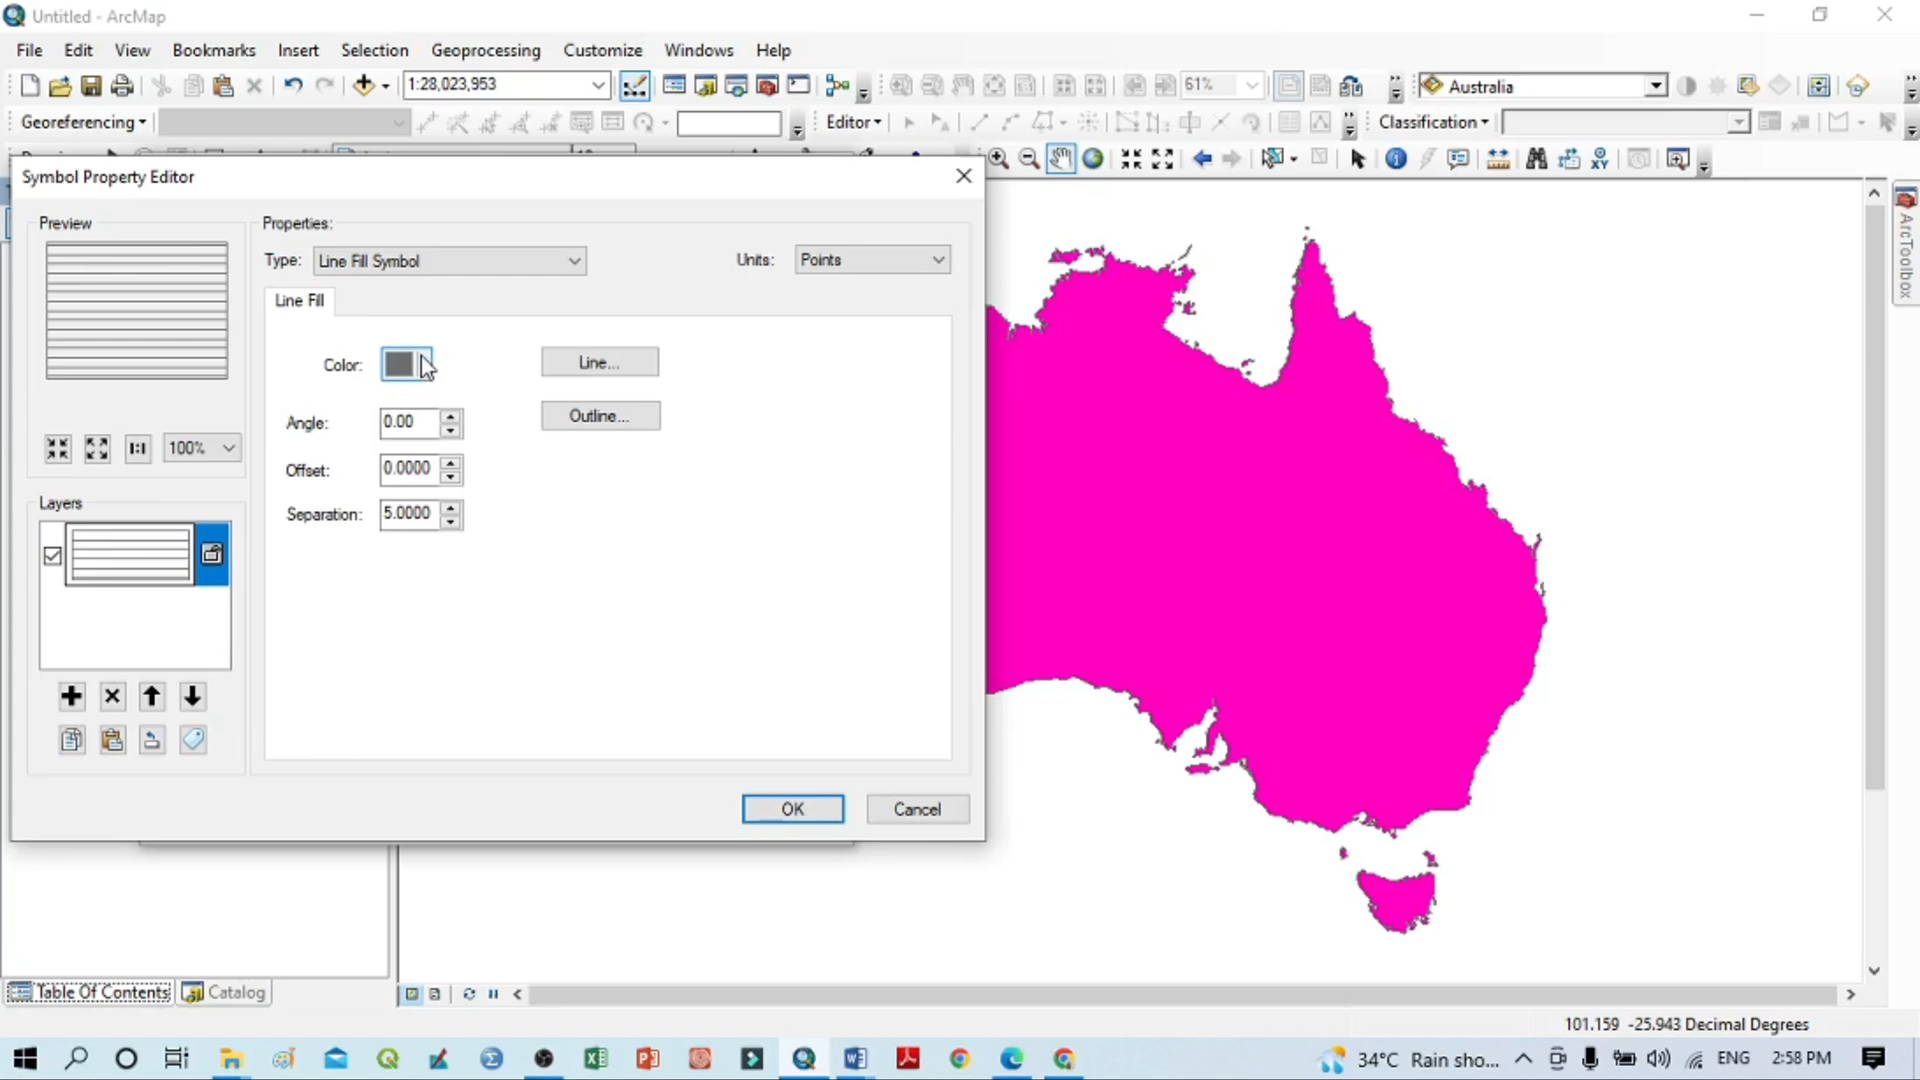 Untitled - ArcMap
File Edit View Bookmarks Insert Selection Geoprocessing Customize Windows Help
1:28,023,953 61% Australia
Georeferencing Editor Classification
Symbol Property Editor
Preview Properties:
Type: Line Fill Symbol Units: Points
Line Fill
Color: Line...
Angle: 0.00 Outline...
100%
Offset: 0.0000
Layers
Separation: 5.0000
OK Cancel
ArcToolbox
Table Of Contents Catalog
101.159 -25.943 Decimal Degrees
34°C Rain sho... ENG 2:58 PM